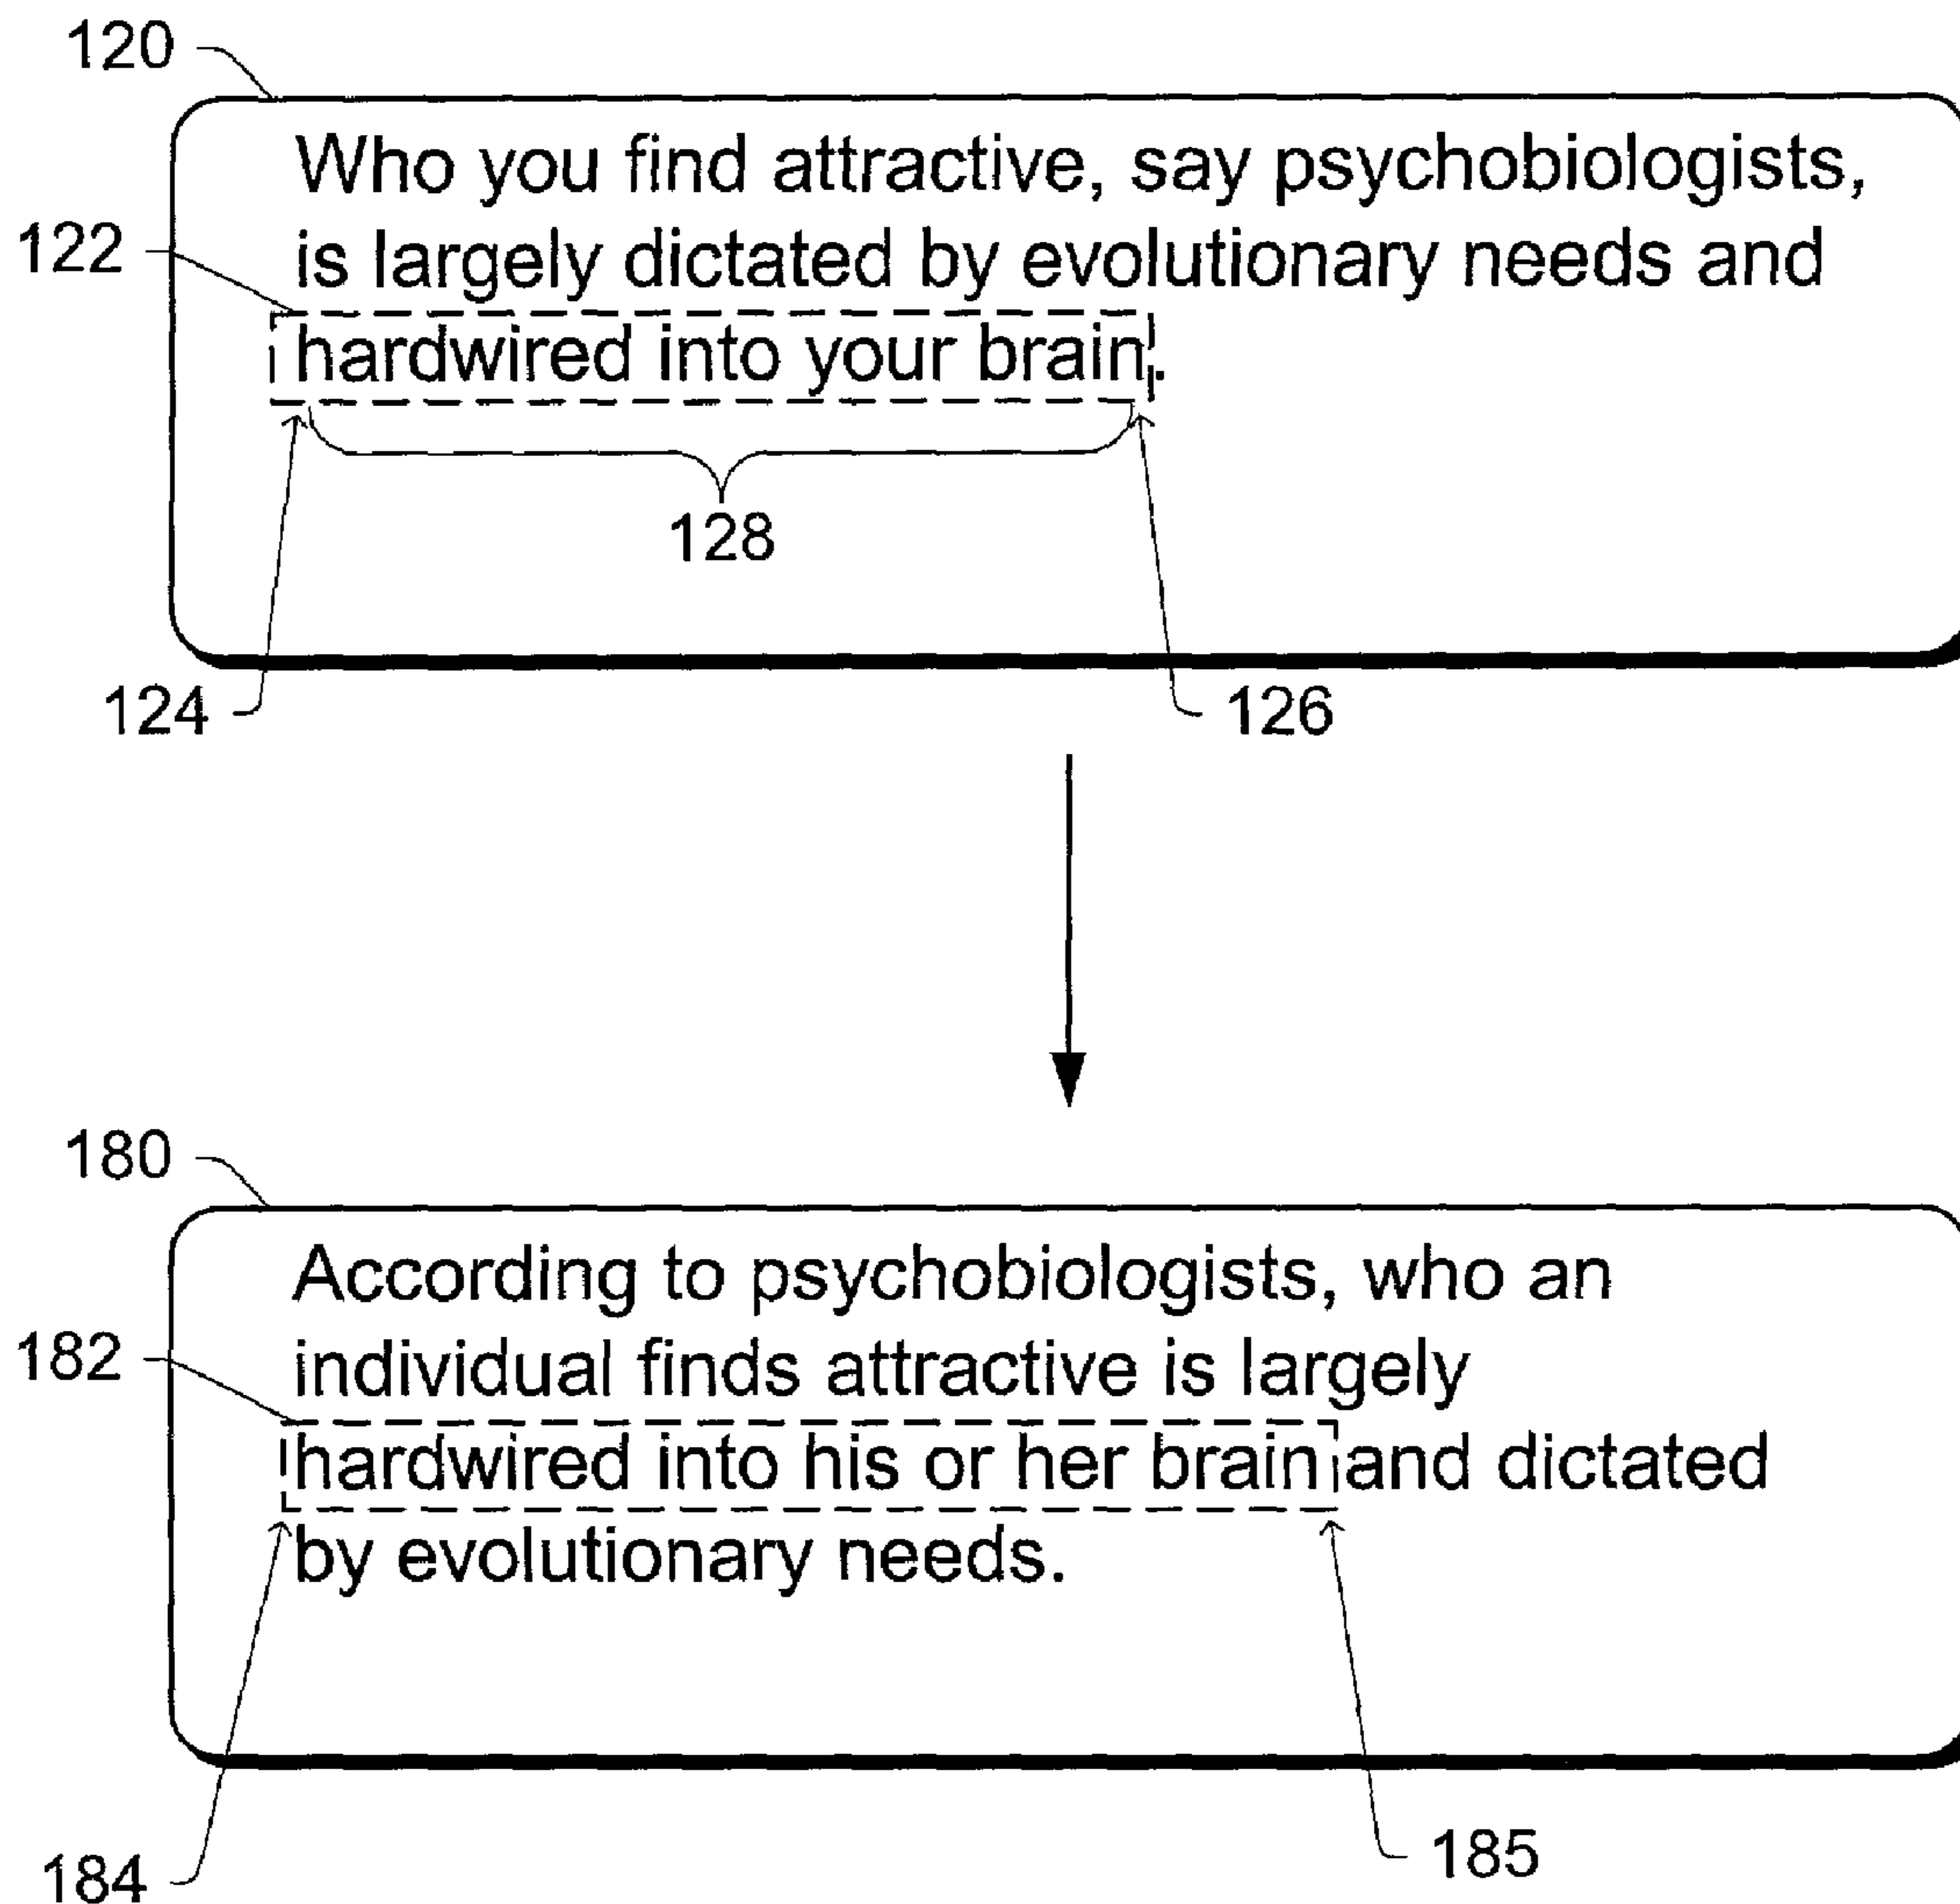 120
Who you find attractive, say psychobiologists,
122
is largely dictated by evolutionary needs and
hardwired into your brain.
128
124
126
180
According to psychobiologists, who an
182
individual finds attractive is largely
hardwired into his or her brain and dictated
by evolutionary needs.
185
184